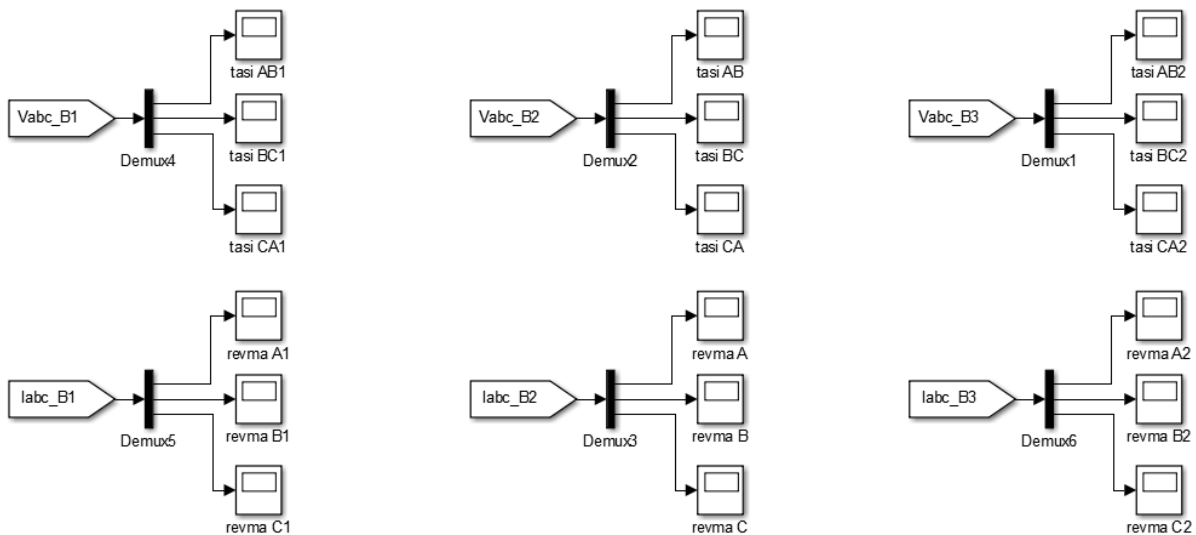 tasi AB1
Vabc_B1
Demux4
tasi BC1
tasi CA1
tasi AB
Vabc_B2
Demux2
tasi BC
tasi CA
tasi AB2
Vabc_B3
Demux1
tasi BC2
tasi CA2
revma A1
Iabc_B1
Demux5
revma B1
revma C1
revma A
Iabc_B2
Demux3
revma B
revma C
revma A2
Iabc_B3
Demux6
revma B2
revma C2